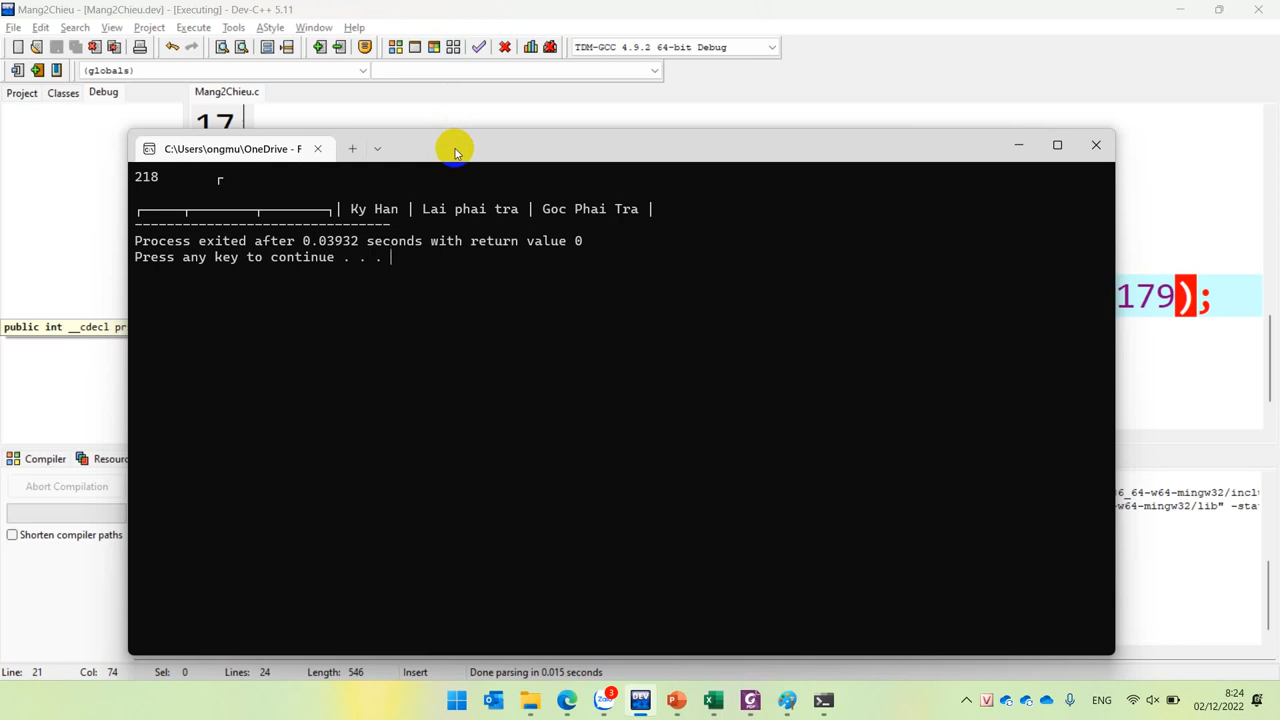 Mang2Chieu - [Mang2Chieu.dev] - [Executing] - Dev-C++ 5.11
File Edit Search View Project Execute Tools AStyle Window Help
TDM-GCC 4.9.2 64-bit Debug
(globals)
Project Classes Debug Mang2Chieu.c
17
C:\Users\ongmu\OneDrive - F
218 ┌
┌─────┬────────┬────────┐│ Ky Han │ Lai phai tra │ Goc Phai Tra │
--------------------------------
Process exited after 0.03932 seconds with return value 0
Press any key to continue . . .
179);
public int __cdecl pr
Compiler Resour
Abort Compilation
86_64-w64-mingw32/incl
-w64-mingw32/lib" -sta
Shorten compiler paths
Line: 21 Col: 74 Sel: 0 Lines: 24 Length: 546 Insert Done parsing in 0.015 seconds
3
ENG
8:24
02/12/2022